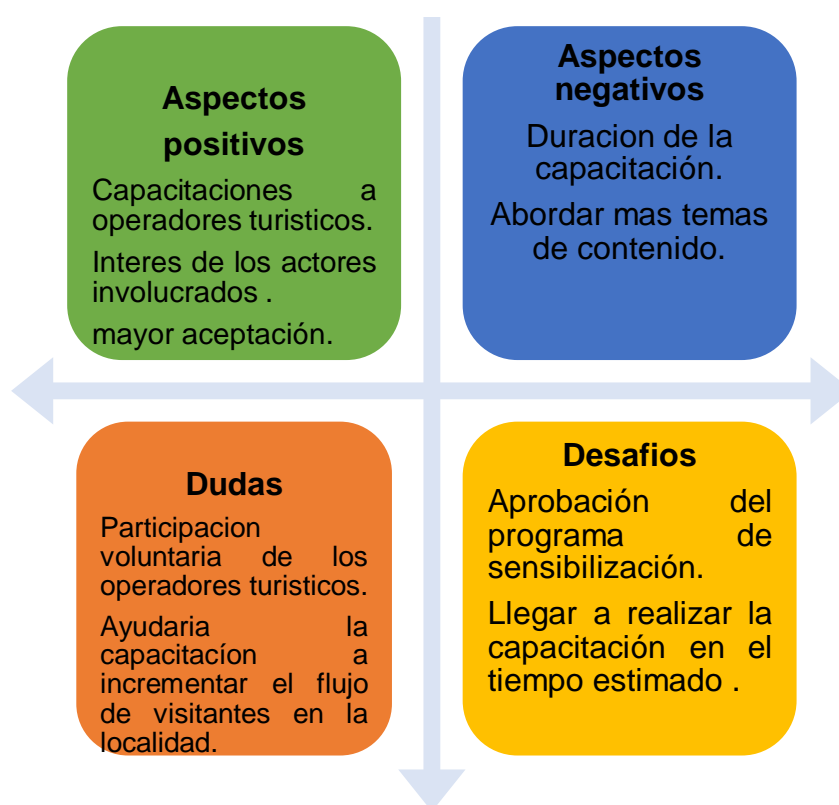 Aspectos
positivos
Capacitaciones a
operadores turisticos.
Interes de los actores
involucrados .
mayor aceptación.
Aspectos
negativos
Duracion de la
capacitación.
Abordar mas temas
de contenido.
Dudas
Participacion
voluntaria de los
operadores turisticos.
Ayudaria la
capacitacíon a
incrementar el flujo
de visitantes en la
localidad.
Desafios
Aprobación del
programa de
sensibilización.
Llegar a realizar la
capacitación en el
tiempo estimado .